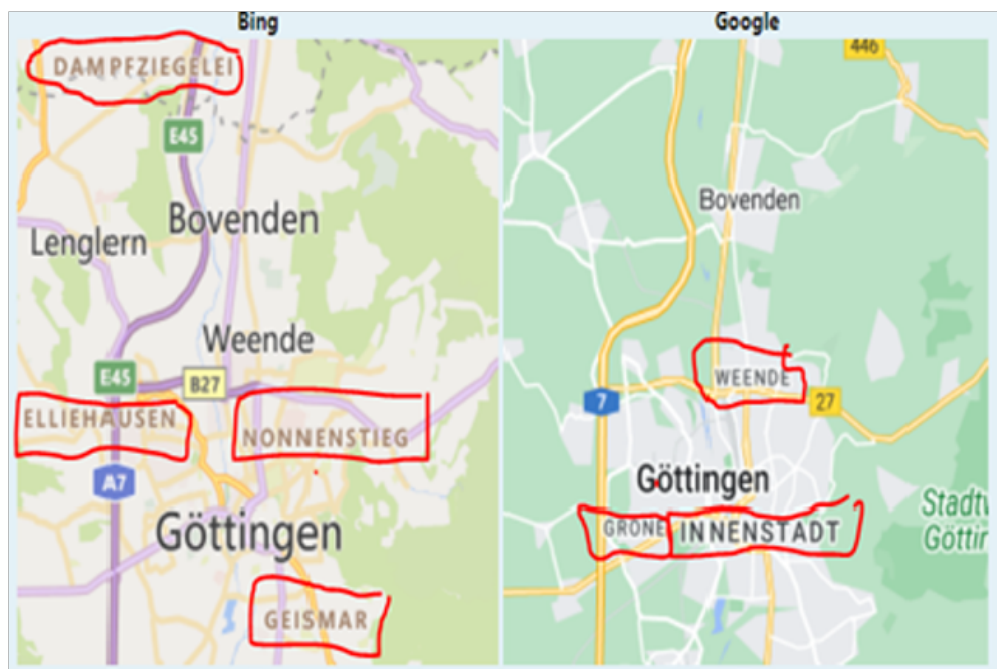 Bing
DAMPFZIEGELEI
E45
Bovenden
Lenglern
Weende
E45
B27
ELLIEHAUSEN
NONNENSTIEG
A7
Göttingen
GEISMAR
Google
446
Bovenden
WEENDE
7
27
Göttingen
Stadtw
Göttin
GRONE
INNENSTADT